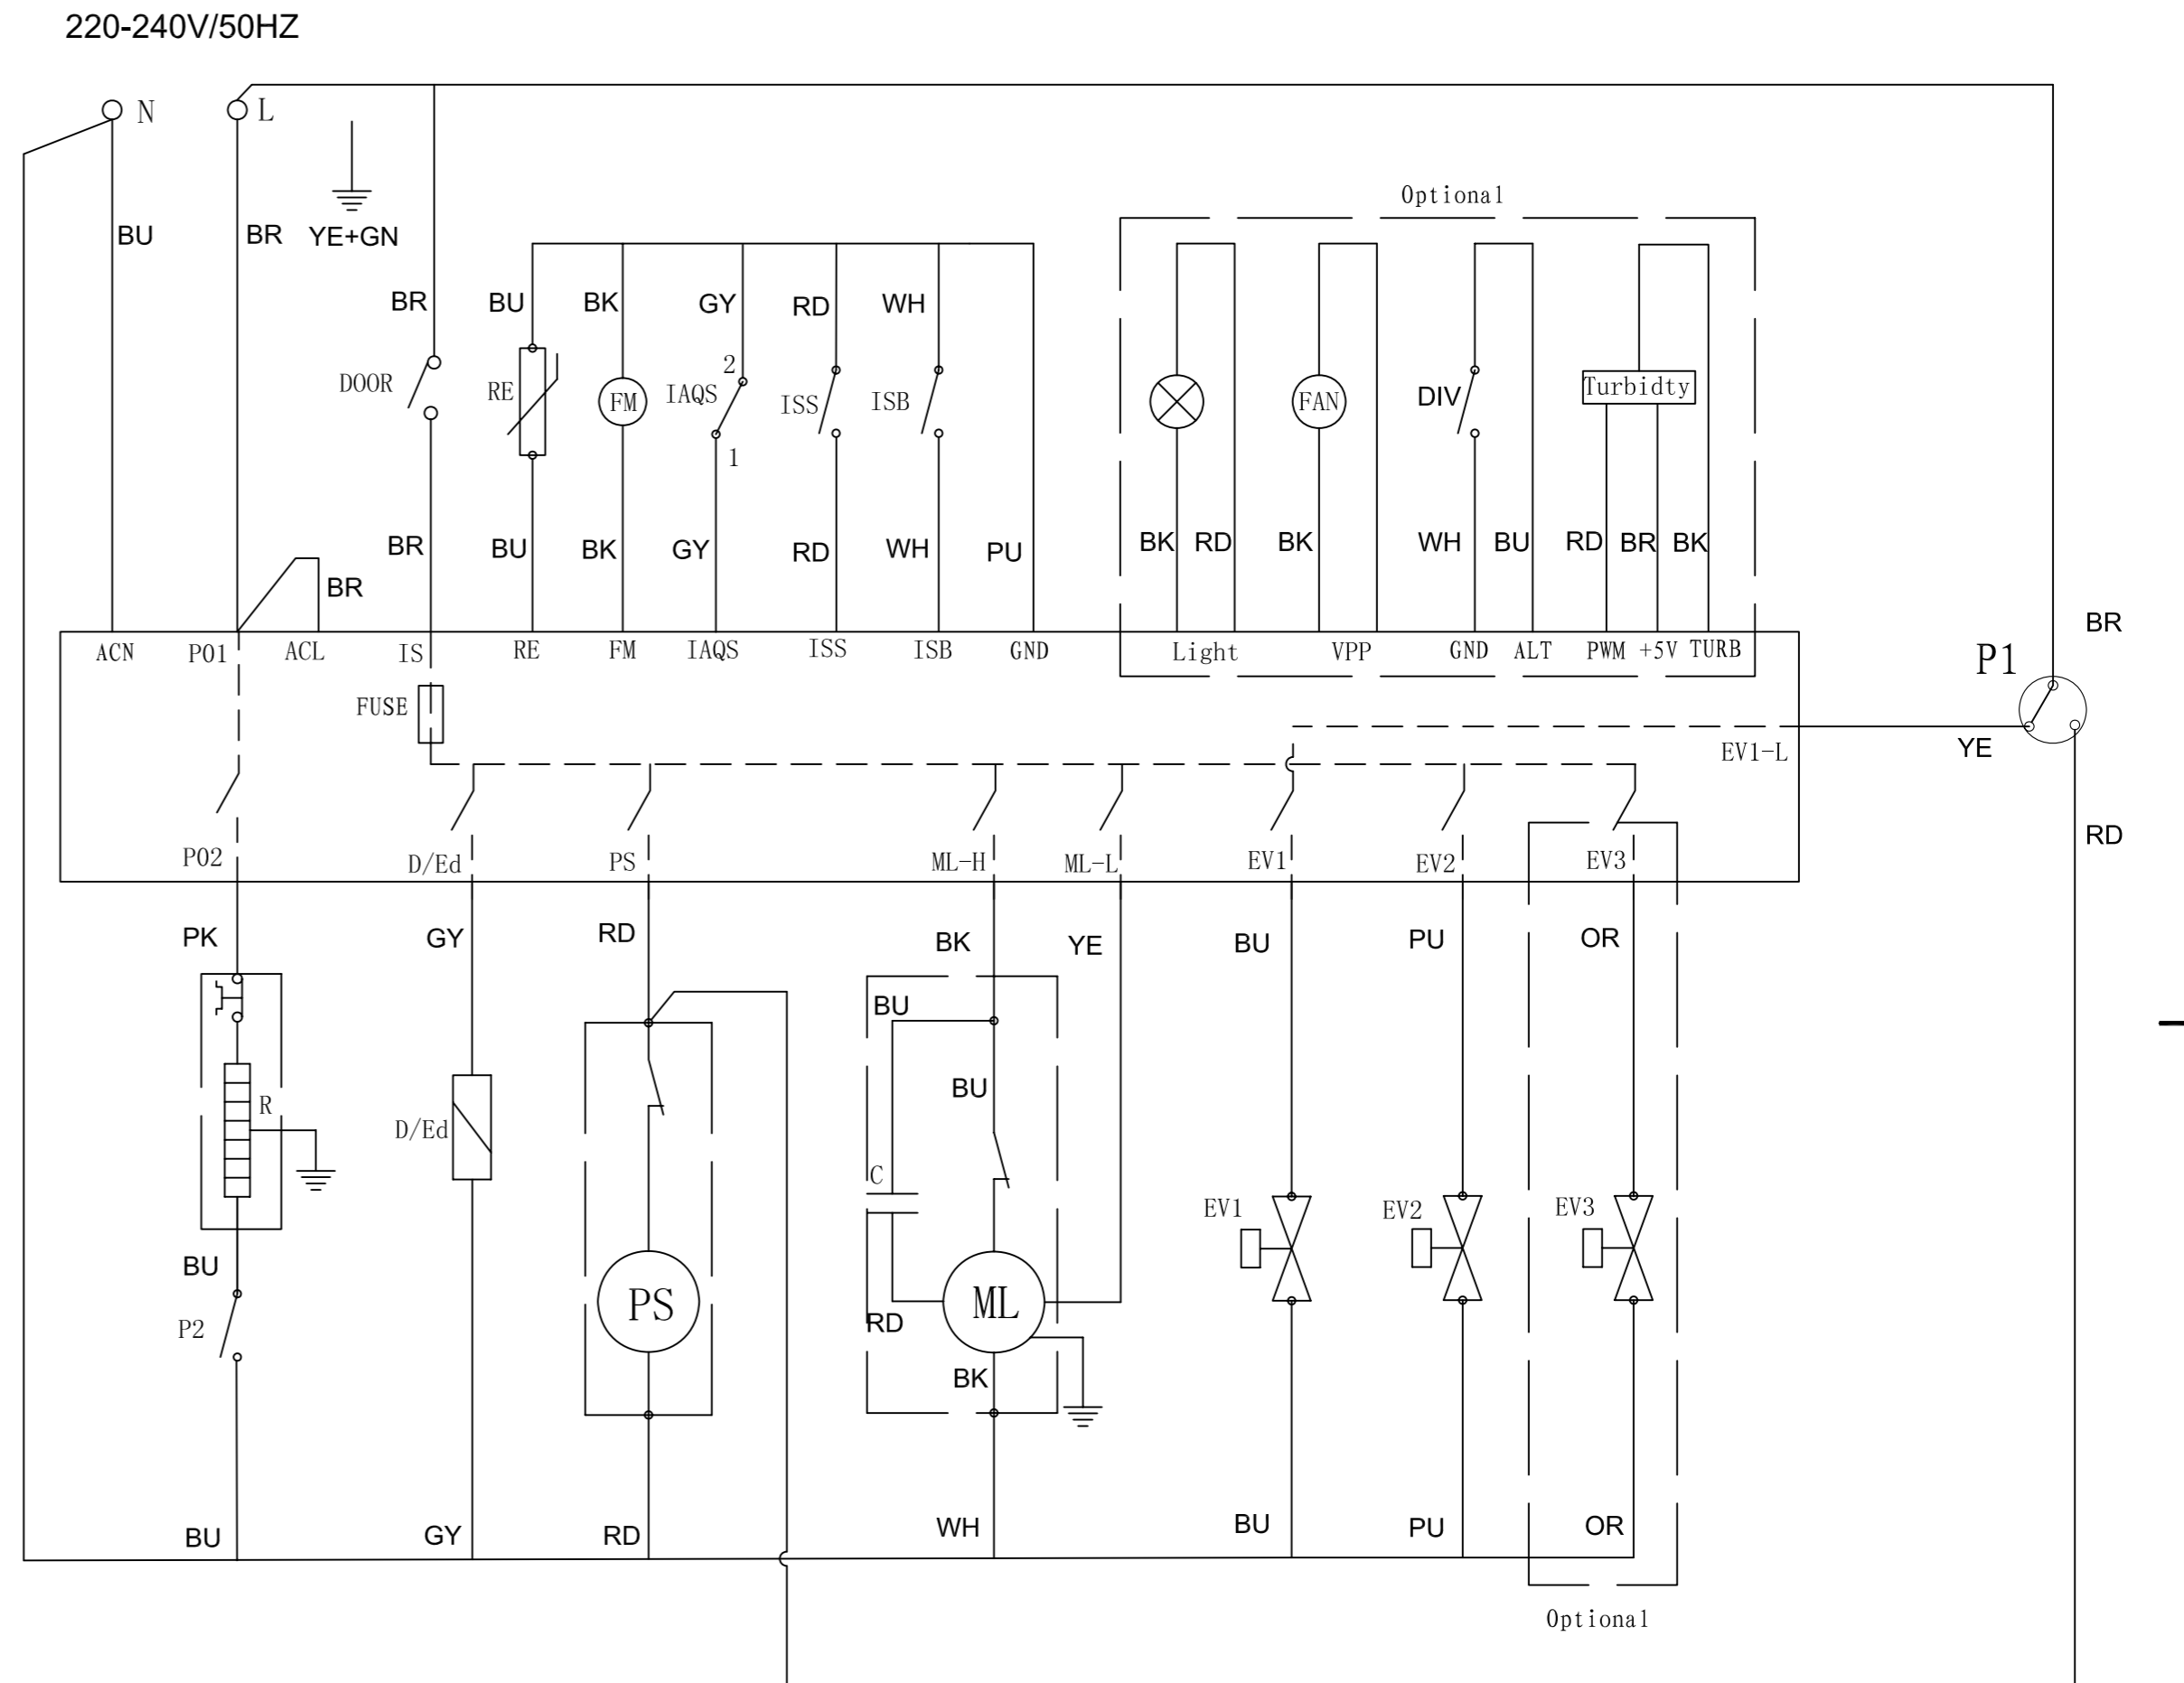 220-240V/50HZ
N
L
Optional
BU
BR
YE+GN
BR
BU
BK
GY
RD
WH
2
DOOR
RE
FM
IAQS
ISS
ISB
FAN
DIV
Turbidty
1
BR
BU
BK
GY
RD
WH
PU
BK
RD
BK
WH
BU
RD
BR
BK
BR
BR
ACN
P01
ACL
IS
RE
FM
IAQS
ISS
ISB
GND
Light
VPP
GND
ALT
PWM
+5V
TURB
P1
FUSE
EV1-L
YE
RD
P02
D/Ed
PS
ML-H
ML-L
EV1
EV2
EV3
PK
GY
RD
BK
YE
BU
PU
OR
BU
BU
R
D/Ed
C
EV1
EV2
EV3
BU
PS
ML
P2
RD
BK
BU
GY
RD
WH
BU
PU
OR
Optional